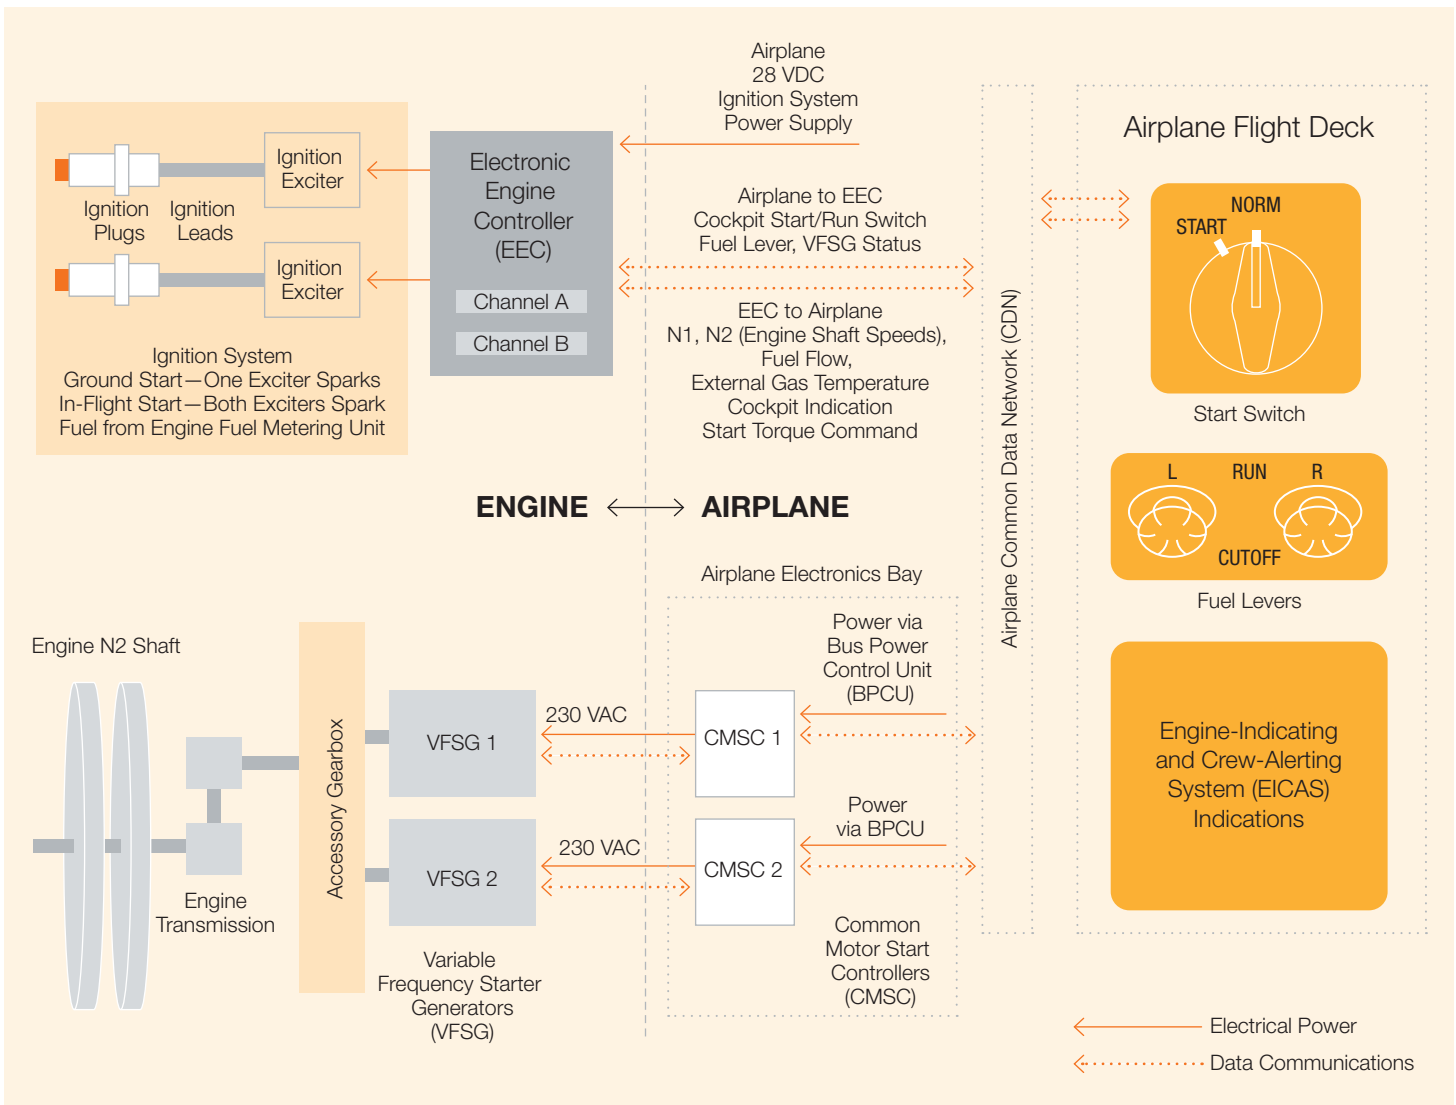 Airplane
28 VDC
Ignition System
Power Supply
Ignition
Exciter
Ignition
Plugs
Ignition
Leads
Ignition
Exciter
Ignition System
Ground Start—One Exciter Sparks
In-Flight Start—Both Exciters Spark
Fuel from Engine Fuel Metering Unit
Electronic
Engine
Controller
(EEC)
Channel A
Channel B
Airplane to EEC
Cockpit Start/Run Switch
Fuel Lever, VFSG Status
EEC to Airplane
N1, N2 (Engine Shaft Speeds),
Fuel Flow,
External Gas Temperature
Cockpit Indication
Start Torque Command
Airplane Common Data Network (CDN)
Airplane Flight Deck
NORM
START
Start Switch
L RUN R
CUTOFF
Fuel Levers
Engine-Indicating
and Crew-Alerting
System (EICAS)
Indications
ENGINE AIRPLANE
Airplane Electronics Bay
Engine N2 Shaft
Engine
Transmission
Accessory Gearbox
VFSG 1
VFSG 2
Variable
Frequency Starter
Generators
(VFSG)
230 VAC
230 VAC
CMSC 1
CMSC 2
Power via
Bus Power
Control Unit
(BPCU)
Power
via BPCU
Common
Motor Start
Controllers
(CMSC)
Electrical Power
Data Communications